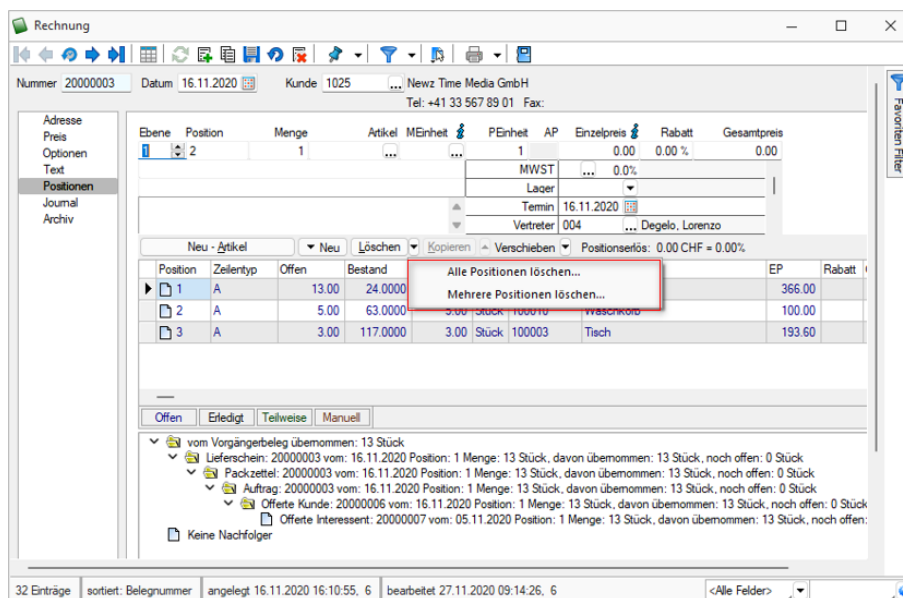 Rechnung
Nummer 20000003 Datum 16.11.2020 Kunde 1025 ... Newz Time Media GmbH
Tel: +41 33 567 89 01 Fax:
Favoriten Filter
Adresse
Preis
Optionen
Text
Positionen
Journal
Archiv
Ebene Position Menge Artikel MEinheit PEinheit AP Einzelpreis Rabatt Gesamtpreis
1 2 1 ... ... 1 0.00 0.00 % 0.00
MWST ... 0.0%
Lager
Termin 16.11.2020
Vertreter 004 ... Degelo, Lorenzo
Neu - Artikel Neu Löschen Kopieren Verschieben Positionserlös: 0.00 CHF = 0.00%
Alle Positionen löschen...
Mehrere Positionen löschen...
Position Zeilentyp Offen Bestand EP Rabatt
1 A 13.00 24.0000 366.00
2 A 5.00 63.0000 5.00 Stück 100010 Waschkorb 100.00
3 A 3.00 117.0000 3.00 Stück 100003 Tisch 193.60
Offen Erledigt Teilweise Manuell
vom Vorgängerbeleg übernommen: 13 Stück
Lieferschein: 20000003 vom: 16.11.2020 Position: 1 Menge: 13 Stück, davon übernommen: 13 Stück, noch offen: 0 Stück
Packzettel: 20000003 vom: 16.11.2020 Position: 1 Menge: 13 Stück, davon übernommen: 13 Stück, noch offen: 0 Stück
Auftrag: 20000003 vom: 16.11.2020 Position: 1 Menge: 13 Stück, davon übernommen: 13 Stück, noch offen: 0 Stück
Offerte Kunde: 20000006 vom: 16.11.2020 Position: 1 Menge: 13 Stück, davon übernommen: 13 Stück, noch offen: 0 Stück
Offerte Interessent: 20000007 vom: 05.11.2020 Position: 1 Menge: 13 Stück, davon übernommen: 13 Stück, noch offen:
Keine Nachfolger
32 Einträge sortiert: Belegnummer angelegt 16.11.2020 16:10:55, 6 bearbeitet 27.11.2020 09:14:26, 6 <Alle Felder>